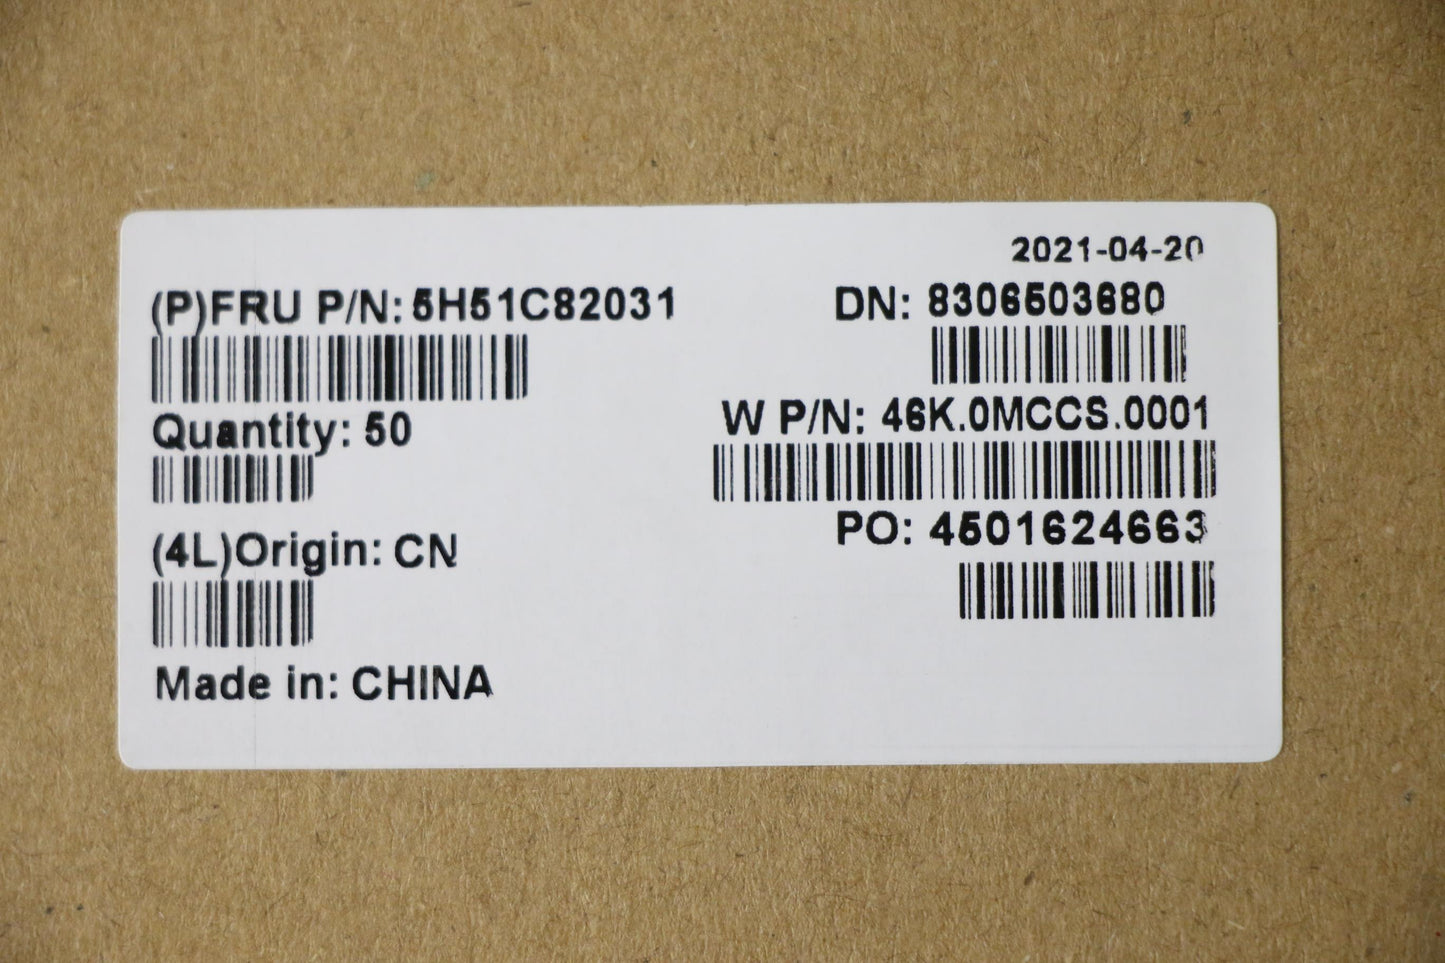 2021-04-20
(P)FRU P/N: 5H51C82031
DN: 8306503680
Quantity: 50
W P/N: 46K.0MCCS.0001
(4L)Origin: CN
PO: 4501624663
Made in: CHINA